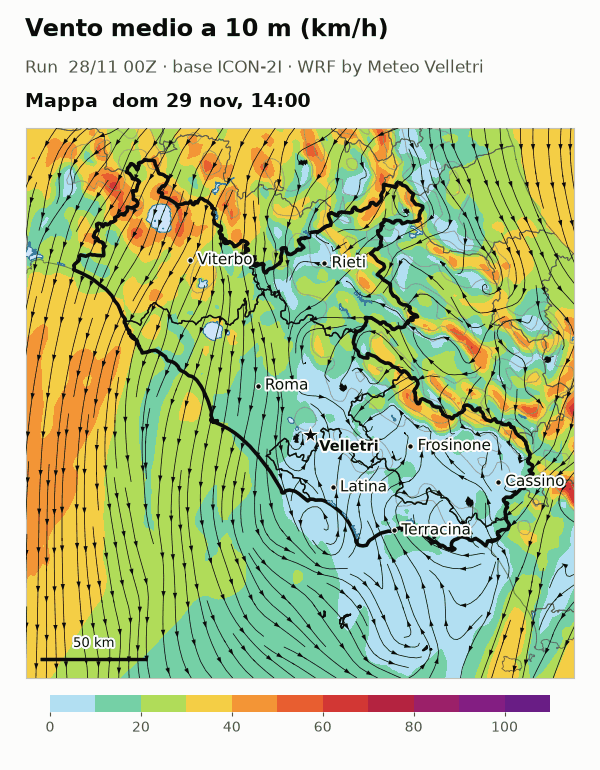 Vento medio a 10 m (km/h)
Run 28/11 00Z · base ICON-2I · WRF by Meteo Velletri
Mappa dom 29 nov, 14:00
Viterbo
Rieti
Roma
Velletri
Frosinone
Latina
Cassino
Terracina
50 km
0 20 40 60 80 100